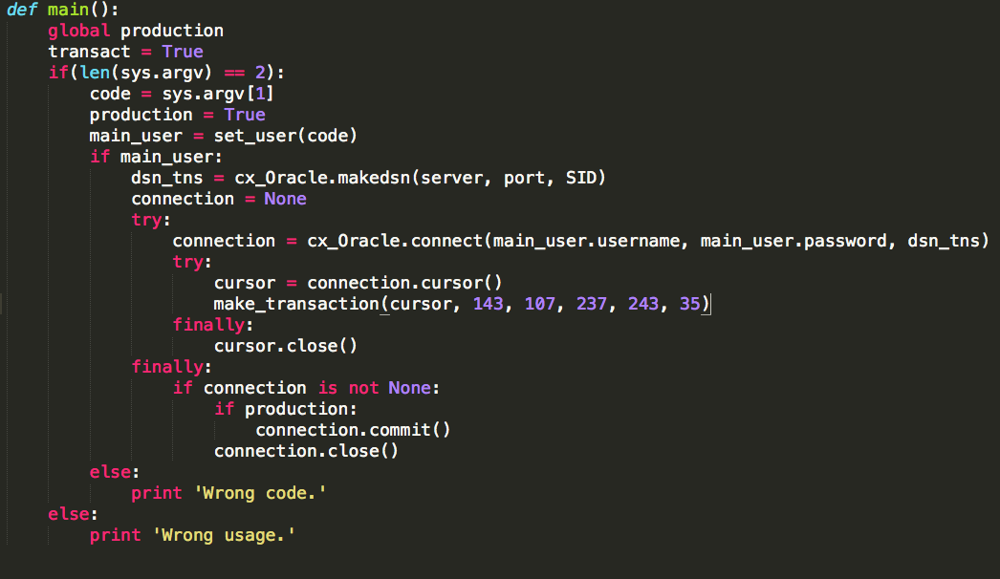 def main():
    global production
    transact = True
    if(len(sys.argv) == 2):
        code = sys.argv[1]
        production = True
        main_user = set_user(code)
        if main_user:
            dsn_tns = cx_Oracle.makedsn(server, port, SID)
            connection = None
            try:
                connection = cx_Oracle.connect(main_user.username, main_user.password, dsn_tns)
                try:
                    cursor = connection.cursor()
                    make_transaction(cursor, 143, 107, 237, 243, 35)
                finally:
                    cursor.close()
            finally:
                if connection is not None:
                    if production:
                        connection.commit()
                    connection.close()
        else:
            print 'Wrong code.'
    else:
        print 'Wrong usage.'